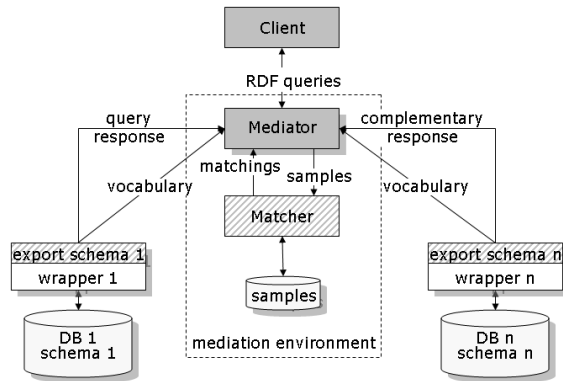 Client
RDF queries
query
response
Mediator
complementary
response
matchings
samples
vocabulary
vocabulary
Matcher
export schema 1
wrapper 1
export schema n
wrapper n
samples
mediation environment
DB 1
schema 1
DB n
schema n